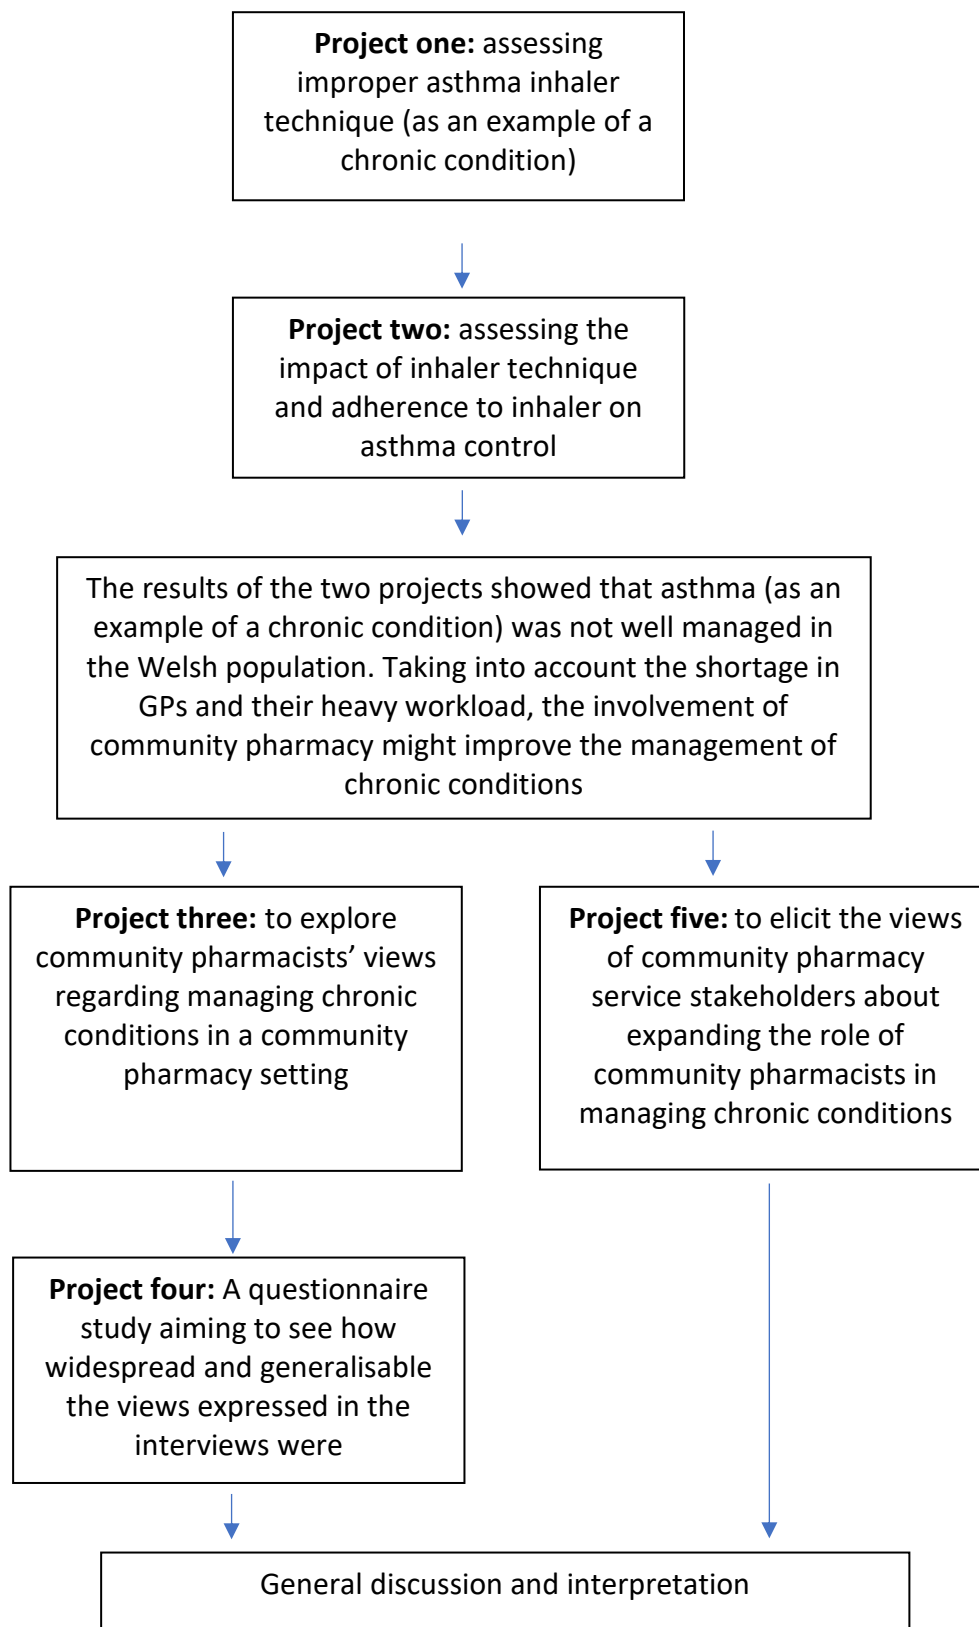 Project one: assessing
improper asthma inhaler
technique (as an example of a
chronic condition)
Project two: assessing the
impact of inhaler technique
and adherence to inhaler on
asthma control
The results of the two projects showed that asthma (as an
example of a chronic condition) was not well managed in
the Welsh population. Taking into account the shortage in
GPs and their heavy workload, the involvement of
community pharmacy might improve the management of
chronic conditions
Project three: to explore
community pharmacists’ views
regarding managing chronic
conditions in a community
pharmacy setting
Project five: to elicit the views
of community pharmacy
service stakeholders about
expanding the role of
community pharmacists in
managing chronic conditions
Project four: A questionnaire
study aiming to see how
widespread and generalisable
the views expressed in the
interviews were
General discussion and interpretation